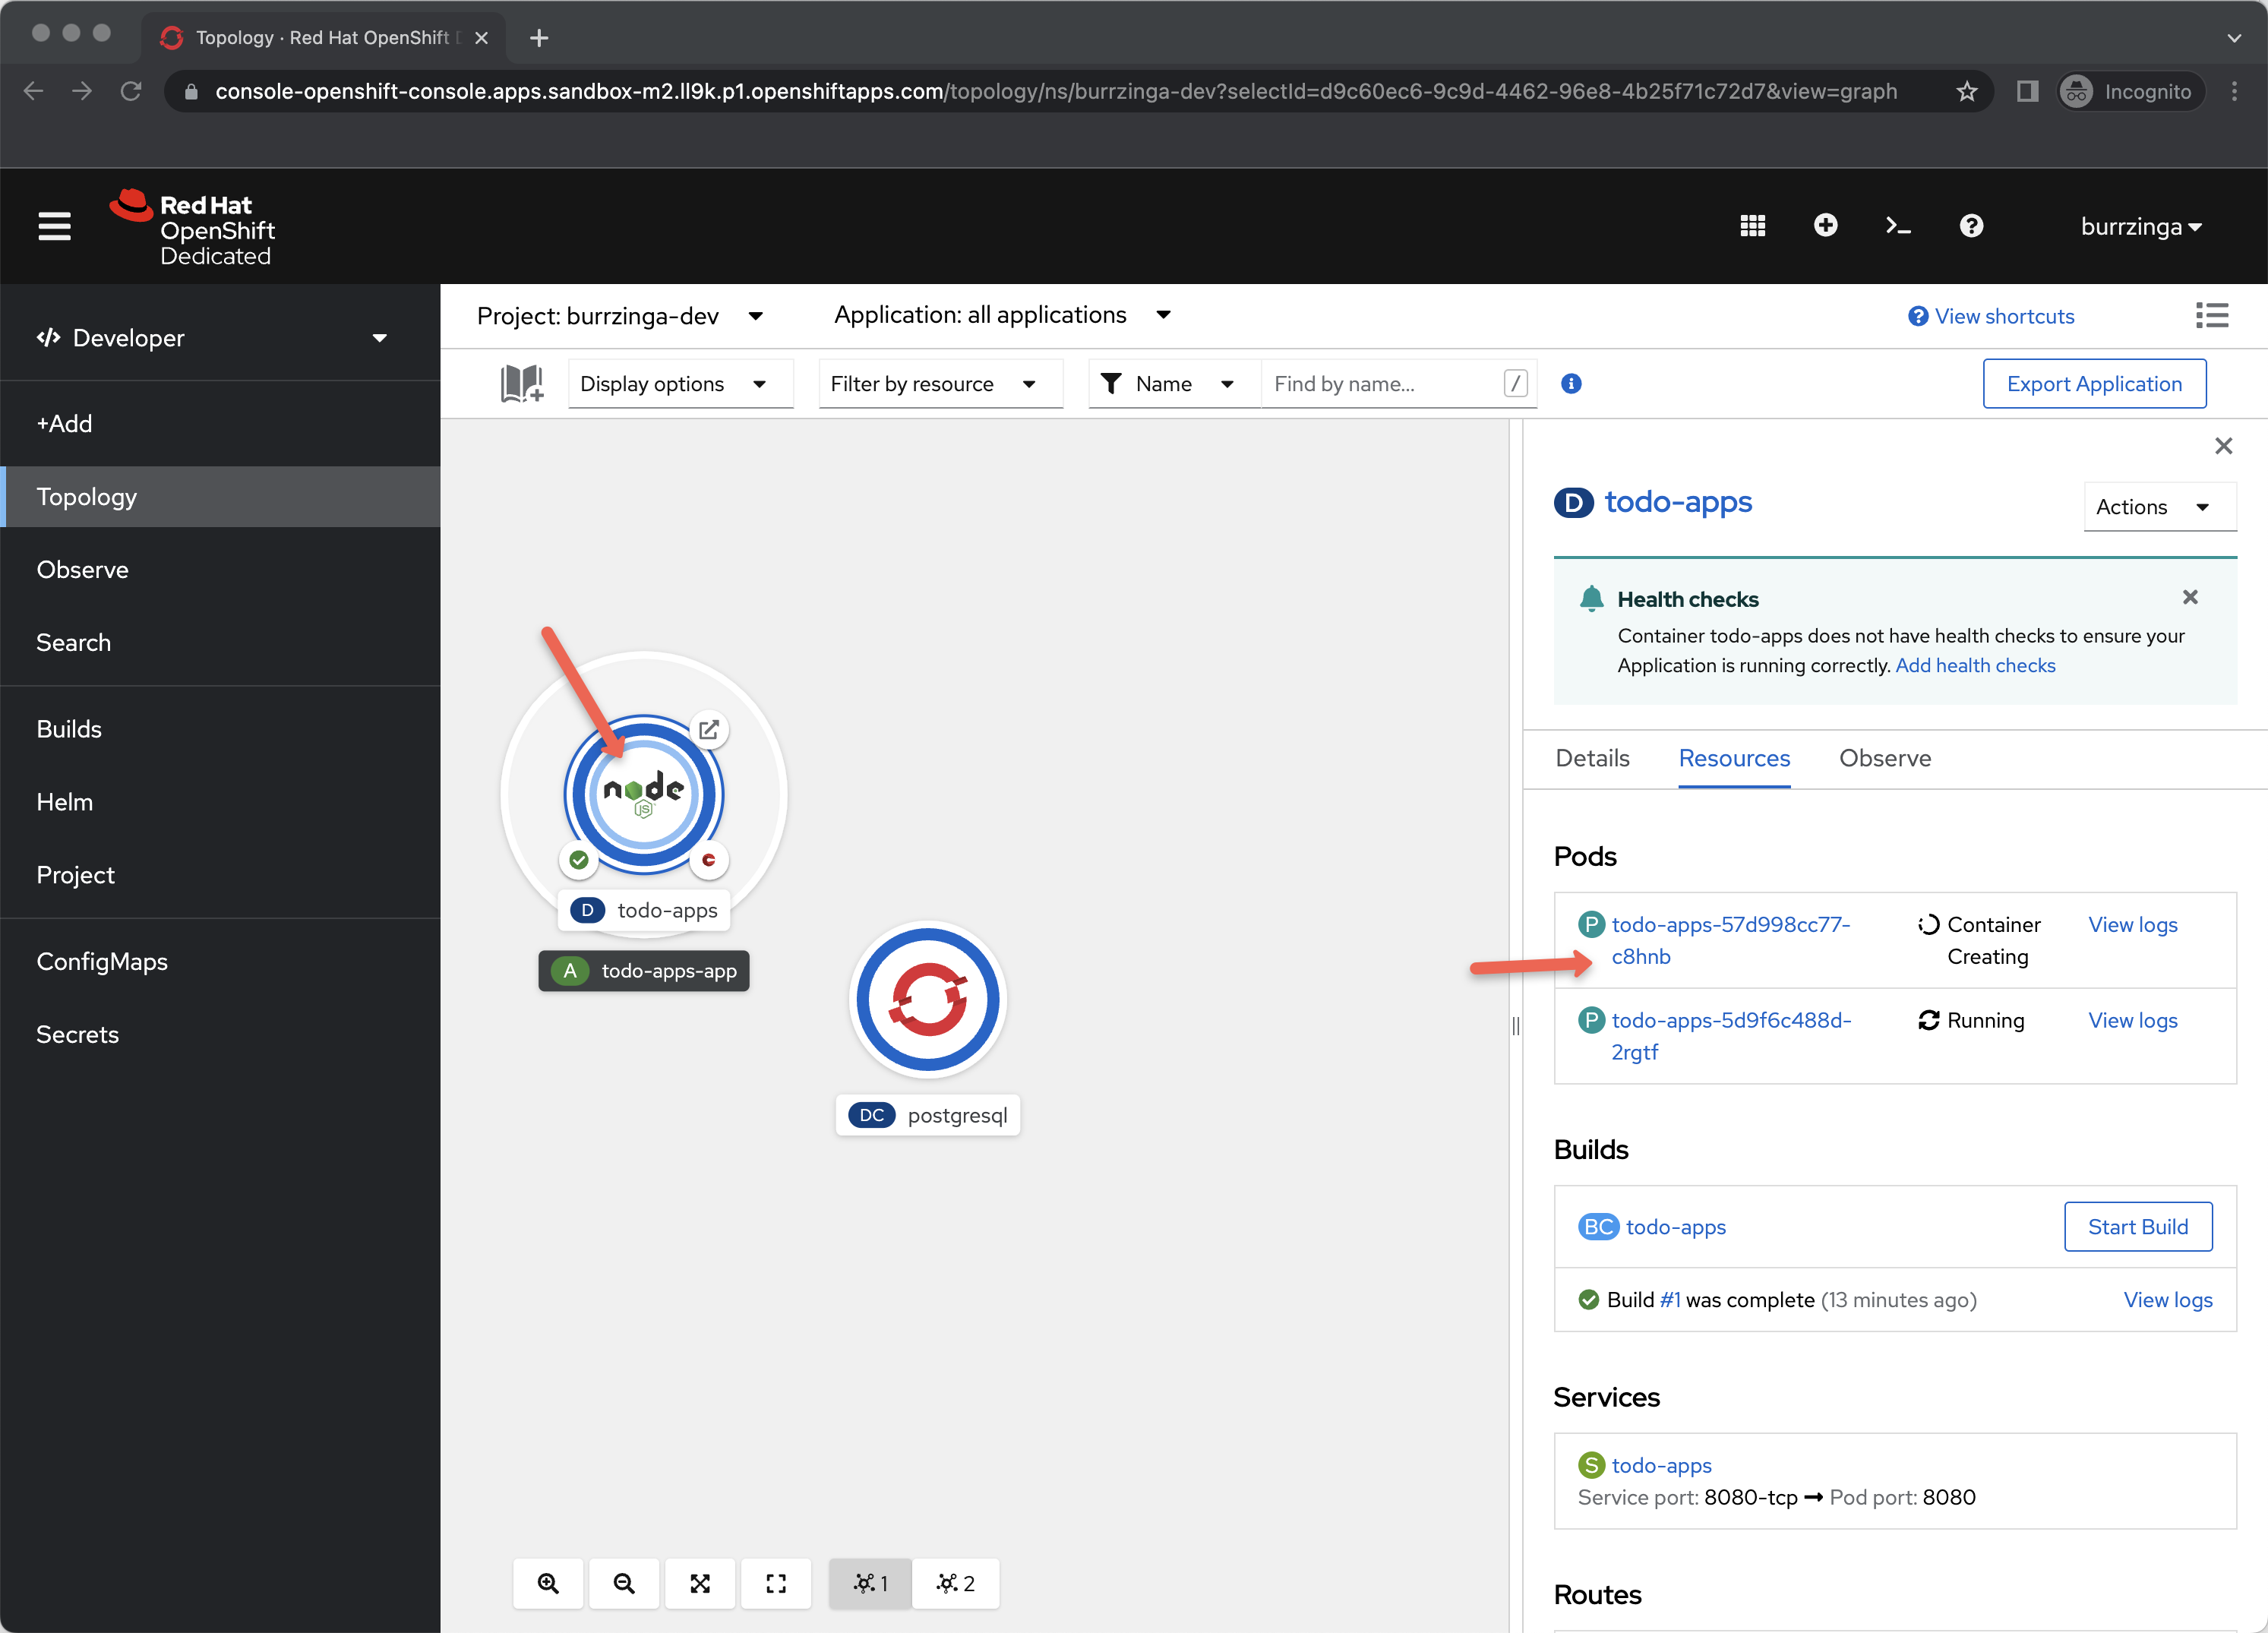 Topology · Red Hat OpenShift
console-openshift-console.apps.sandbox-m2.ll9k.p1.openshiftapps.com/topology/ns/burrzinga-dev?selectId=d9c60ec6-9c9d-4462-96e8-4b25f71c72d7&view=graph
Incognito
Red Hat
OpenShift
Dedicated
burrzinga
Developer
+Add
Topology
Observe
Search
Builds
Helm
Project
ConfigMaps
Secrets
Project: burrzinga-dev
Application: all applications
View shortcuts
Display options
Filter by resource
Name
Find by name...
/
Export Application
node
JS
D todo-apps
A todo-apps-app
DC postgresql
1
2
D todo-apps
Actions
Health checks
Container todo-apps does not have health checks to ensure your
Application is running correctly. Add health checks
Details
Resources
Observe
Pods
P todo-apps-57d998cc77-
c8hnb
Container
Creating
View logs
P todo-apps-5d9f6c488d-
2rgtf
Running
View logs
Builds
BC todo-apps
Start Build
Build #1 was complete (13 minutes ago)
View logs
Services
S todo-apps
Service port: 8080-tcp → Pod port: 8080
Routes